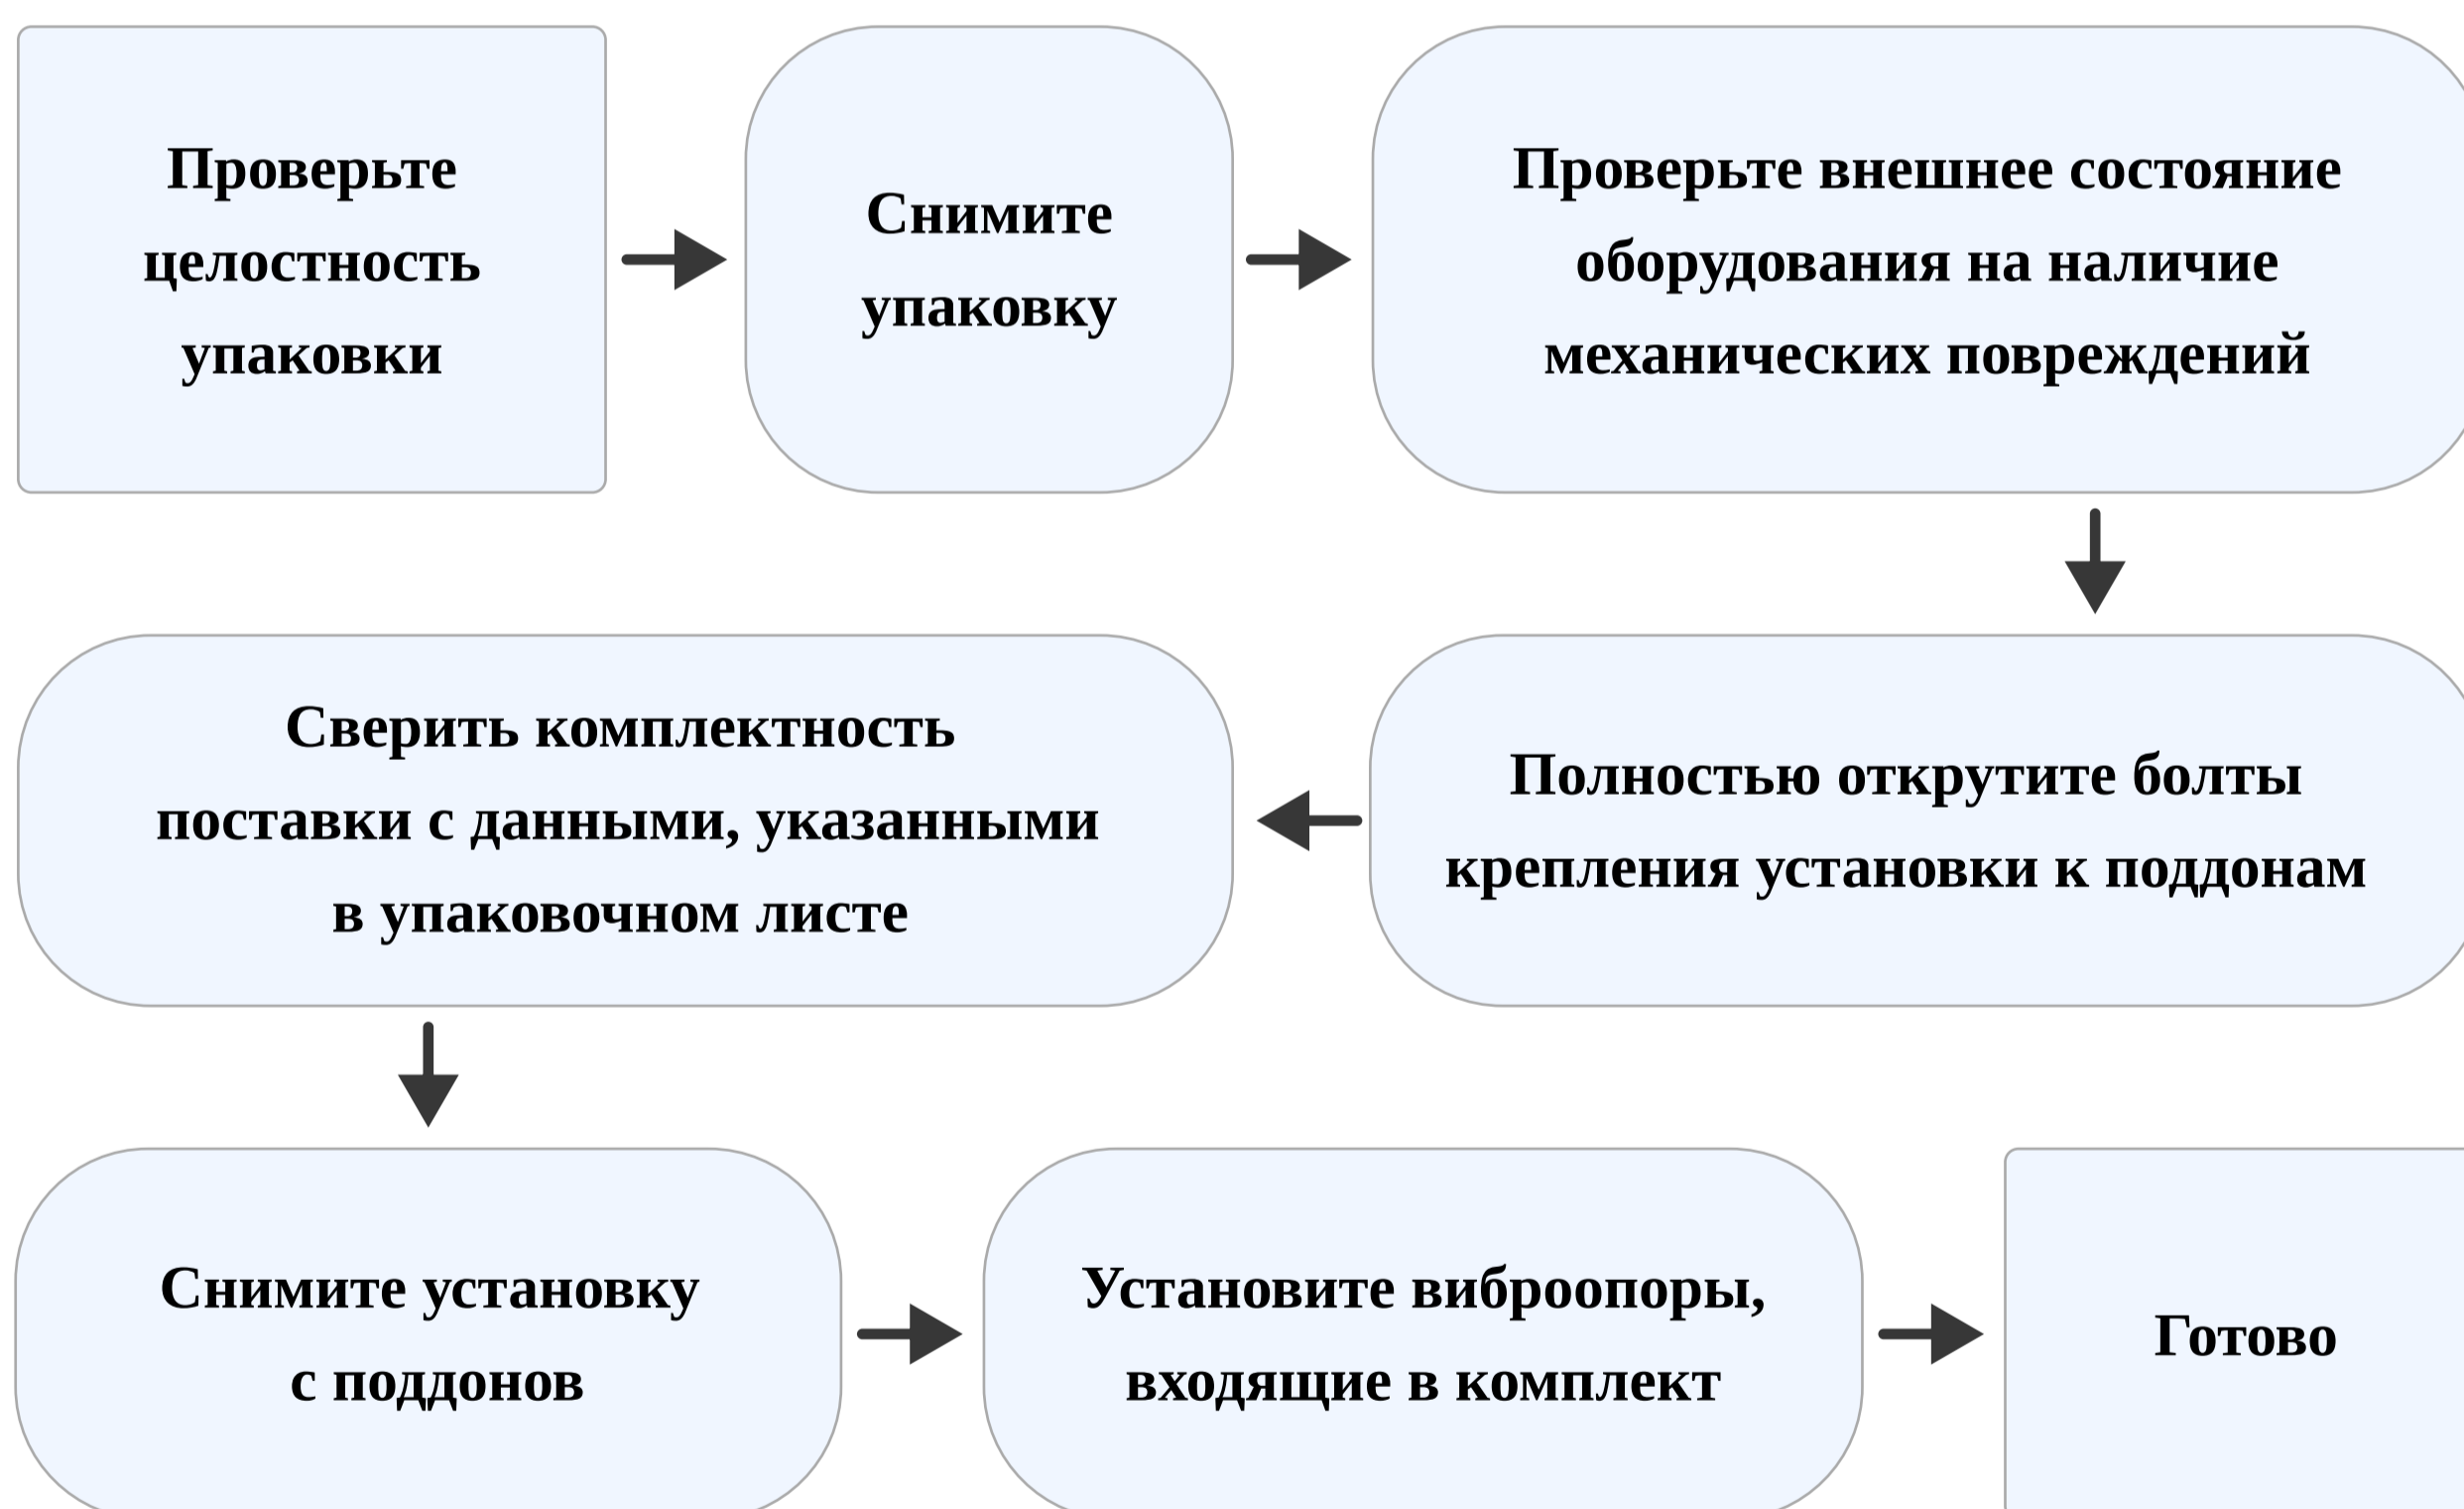 Проверьте
целостность
упаковки
Снимите
упаковку
Проверьте внешнее состояние
оборудования на наличие
механических повреждений
Полностью открутите болты
крепления установки к поддонам
Сверить комплектность
поставки с данными, указанными
в упаковочном листе
Снимите установку
с поддонов
Установите виброопоры,
входящие в комплект
Готово